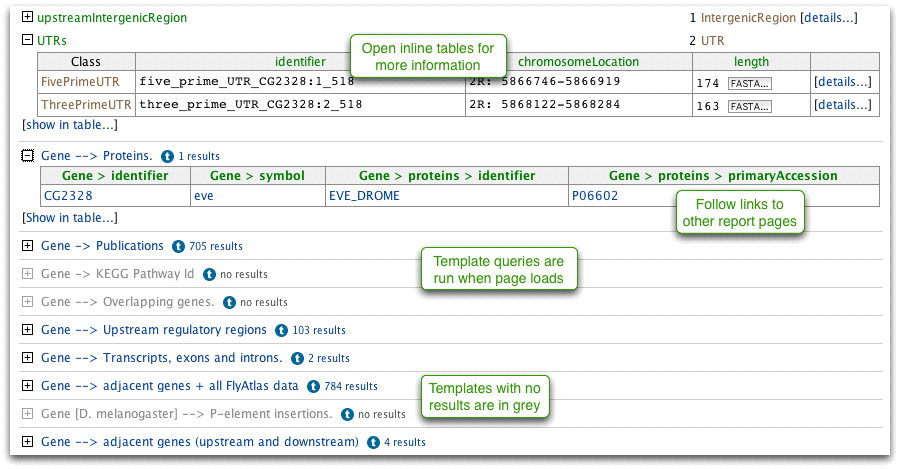 upstreamIntergenicRegion 1 IntergenicRegion [details...]
UTRs 2 UTR
Open inline tables for
more information
Class identifier chromosomeLocation length
FivePrimeUTR five_prime_UTR_CG2328:1_518 2R: 5866746-5866919 174 FASTA... [details...]
ThreePrimeUTR three_prime_UTR_CG2328:2_518 2R: 5868122-5868284 163 FASTA... [details...]
[show in table...]
Gene --> Proteins. t 1 results
Gene > identifier Gene > symbol Gene > proteins > identifier Gene > proteins > primaryAccession
CG2328 eve EVE_DROME P06602
[Show in table...]
Follow links to
other report pages
Gene -> Publications t 705 results
Template queries are
run when page loads
Gene -> KEGG Pathway Id t no results
Gene --> Overlapping genes. t no results
Gene --> Upstream regulatory regions t 103 results
Gene --> Transcripts, exons and introns. t 2 results
Gene --> adjacent genes + all FlyAtlas data t 784 results
Templates with no
results are in grey
Gene [D. melanogaster] --> P-element insertions. t no results
Gene --> adjacent genes (upstream and downstream) t 4 results